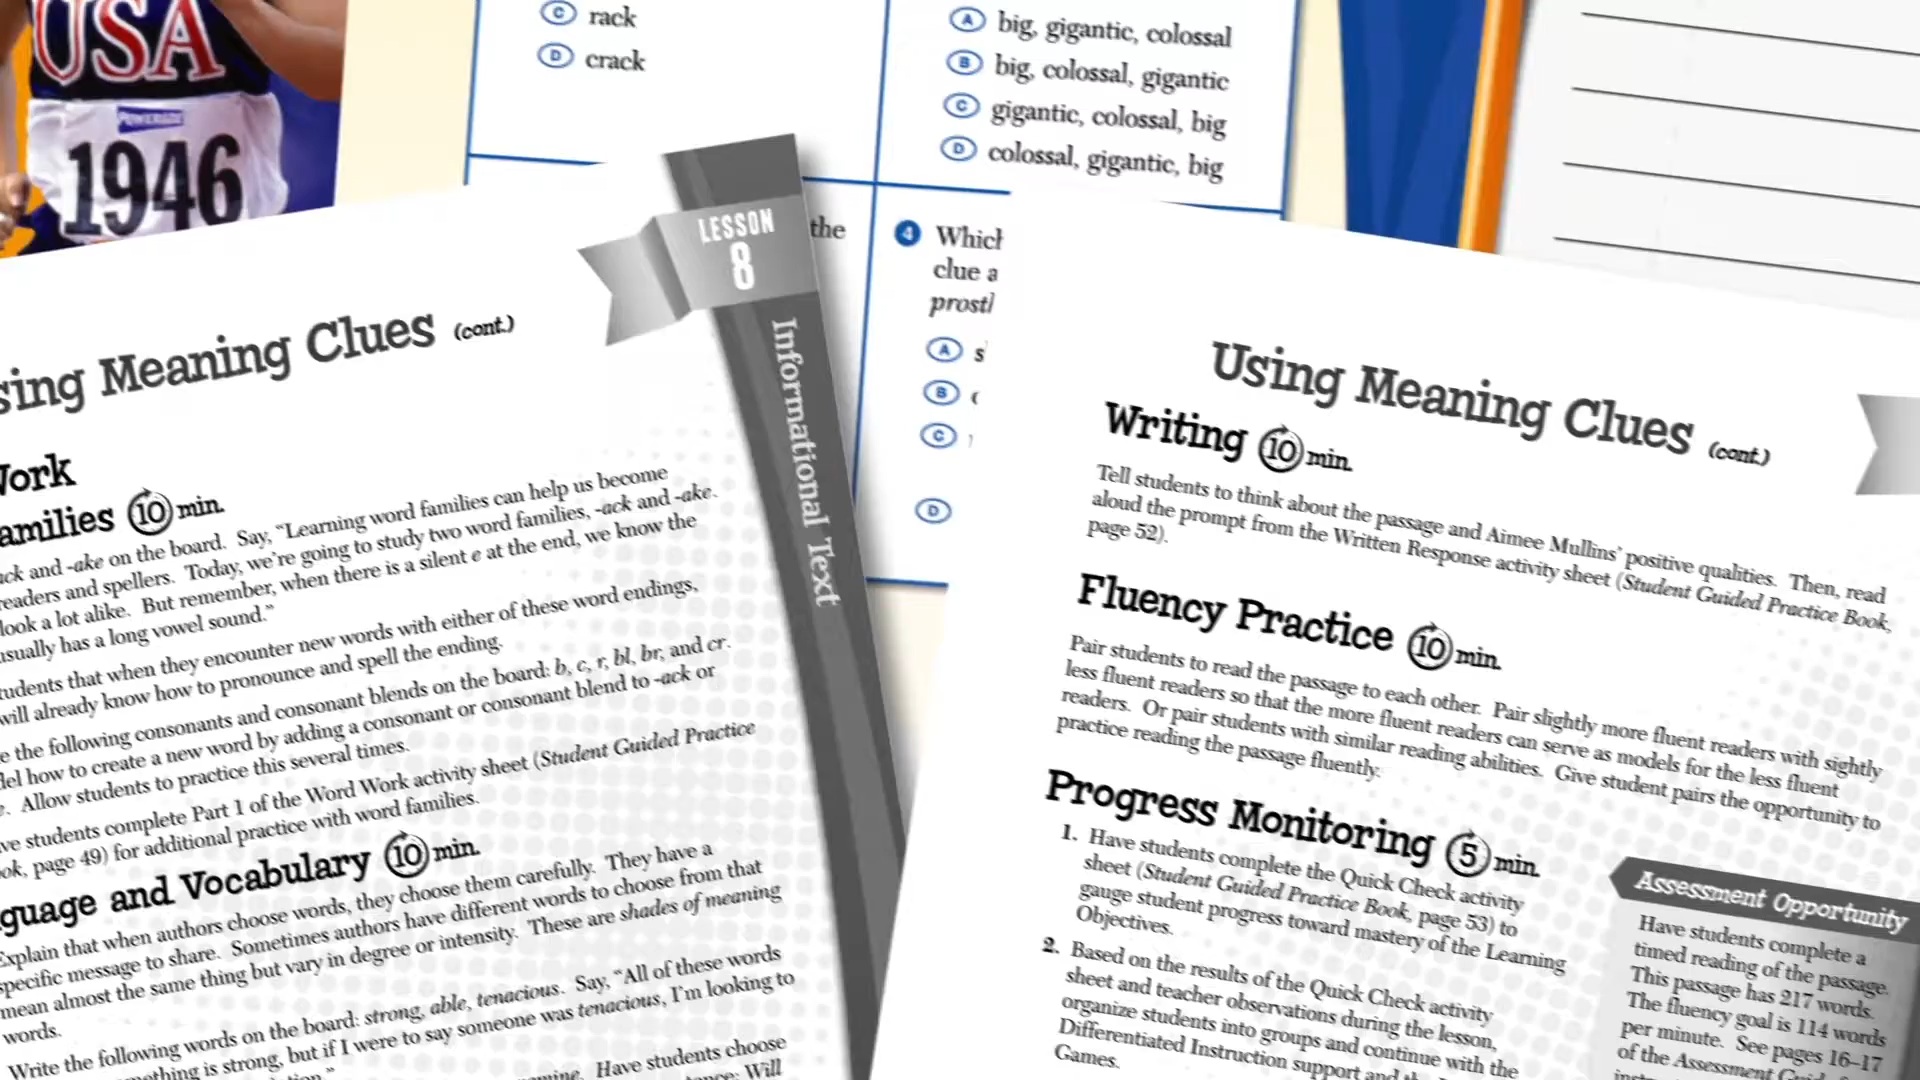 USA
POWERADE
1946
C rack
D crack
A big, gigantic, colossal
B big, colossal, gigantic
C gigantic, colossal, big
D colossal, gigantic, big
the
4 Which
clue a
A
B
C
D
LESSON
8
Informational Text
Meaning Clues (cont.)
10 min.
and -ake on the board. Say, “Learning word families can help us become
readers and spellers. Today, we’re going to study two word families, -ack and -ake.
look a lot alike. But remember, when there is a silent e at the end, we know the
usually has a long vowel sound.”
that when they encounter new words with either of these word endings,
will already know how to pronounce and spell the ending.
the following consonants and consonant blends on the board: b, c, r, bl, br, and cr.
how to create a new word by adding a consonant or consonant blend to -ack or
Allow students to practice this several times.
students complete Part 1 of the Word Work activity sheet (Student Guided Practice
page 49) for additional practice with word families.
and Vocabulary 10 min.
Explain that when authors choose words, they choose them carefully. They have a
specific message to share. Sometimes authors have different words to choose from that
mean almost the same thing but vary in degree or intensity. These are shades of meaning
words.
Write the following words on the board: strong, able, tenacious. Say, “All of these words
is strong, but if I were to say someone was tenacious, I’m looking to
Have students choose
Will
Using Meaning Clues (cont.)
Writing 10 min.
Tell students to think about the passage and Aimee Mullins’ positive qualities. Then, read
aloud the prompt from the Written Response activity sheet (Student Guided Practice Book,
page 52).
Fluency Practice 10 min.
Pair students to read the passage to each other. Pair slightly more fluent readers with sightly
less fluent readers so that the more fluent readers can serve as models for the less fluent
readers. Or pair students with similar reading abilities. Give student pairs the opportunity to
practice reading the passage fluently.
Progress Monitoring 5 min.
1. Have students complete the Quick Check activity
sheet (Student Guided Practice Book, page 53) to
gauge student progress toward mastery of the Learning
Objectives.
2. Based on the results of the Quick Check activity
sheet and teacher observations during the lesson,
organize students into groups and continue with the
Differentiated Instruction support and
Games.
Assessment Opportunity
Have students complete a
timed reading of the passage.
This passage has 217 words.
The fluency goal is 114 words
per minute. See pages 16–17
of the Assessment